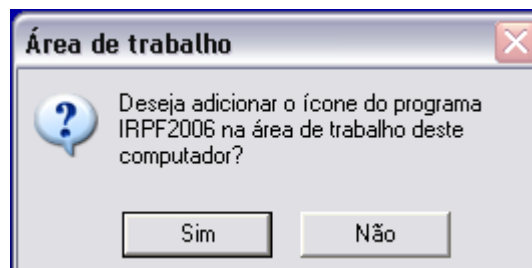 Área de trabalho
Deseja adicionar o ícone do programa
IRPF2006 na área de trabalho deste
computador?
Sim
Não